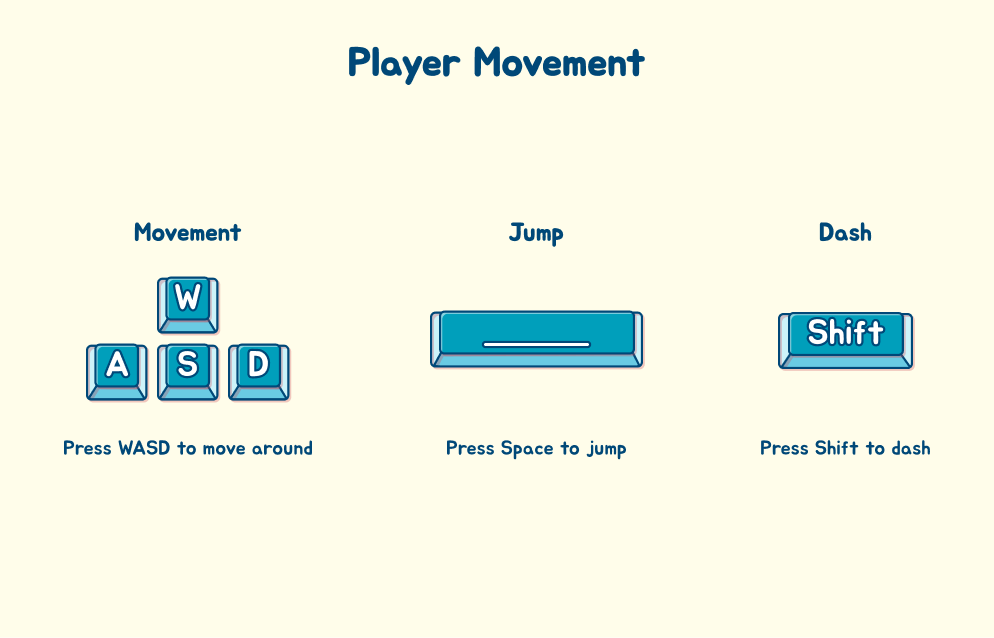 Player Movement
Movement
Jump
Dash
W
A S D
Shift
Press WASD to move around
Press Space to jump
Press Shift to dash